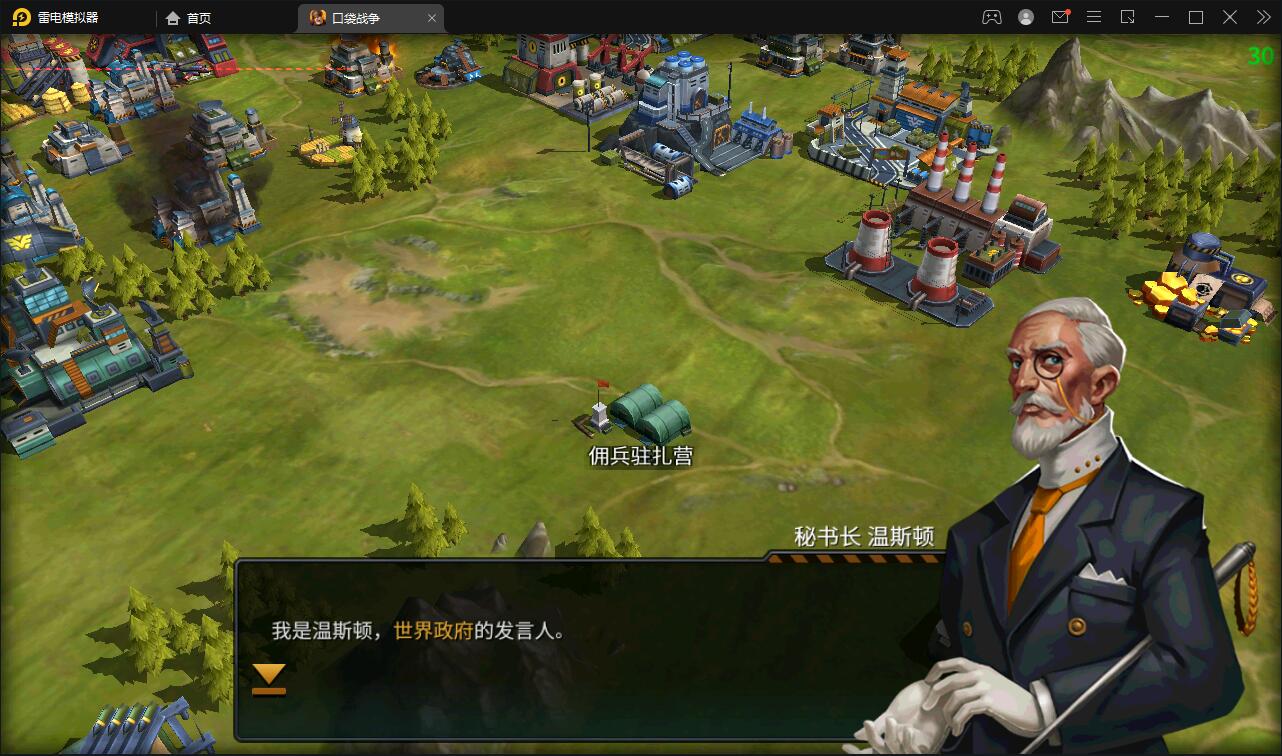 雷电模拟器
首页
口袋战争
30
佣兵驻扎营
秘书长 温斯顿
我是温斯顿，世界政府的发言人。